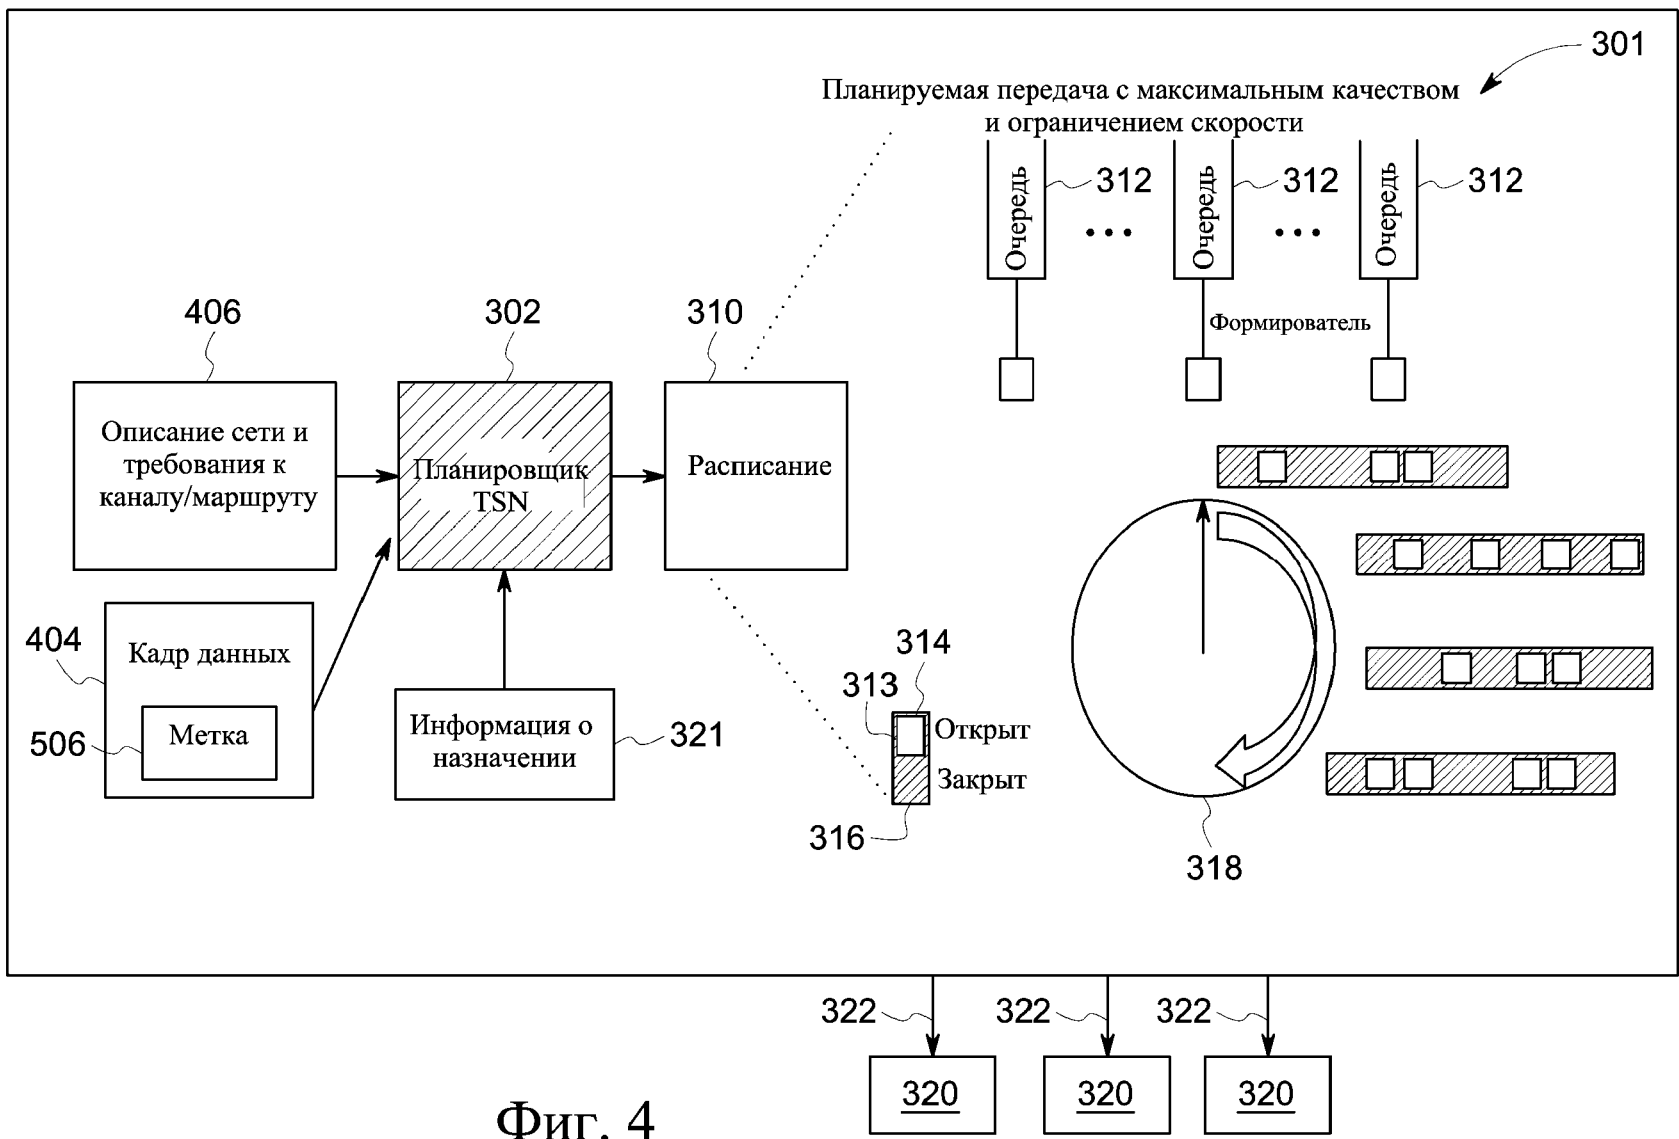 301
Планируемая передача с максимальным качеством
и ограничением скорости
Очередь
312
Очередь
312
Очередь
312
•••
•••
Формирователь
406
302
310
Описание сети и
требования к
каналу/маршруту
Планировщик
TSN
Расписание
404
Кадр данных
506
Метка
Информация о
назначении
321
314
313
Открыт
Закрыт
316
318
322
322
322
320
320
320
Фиг. 4